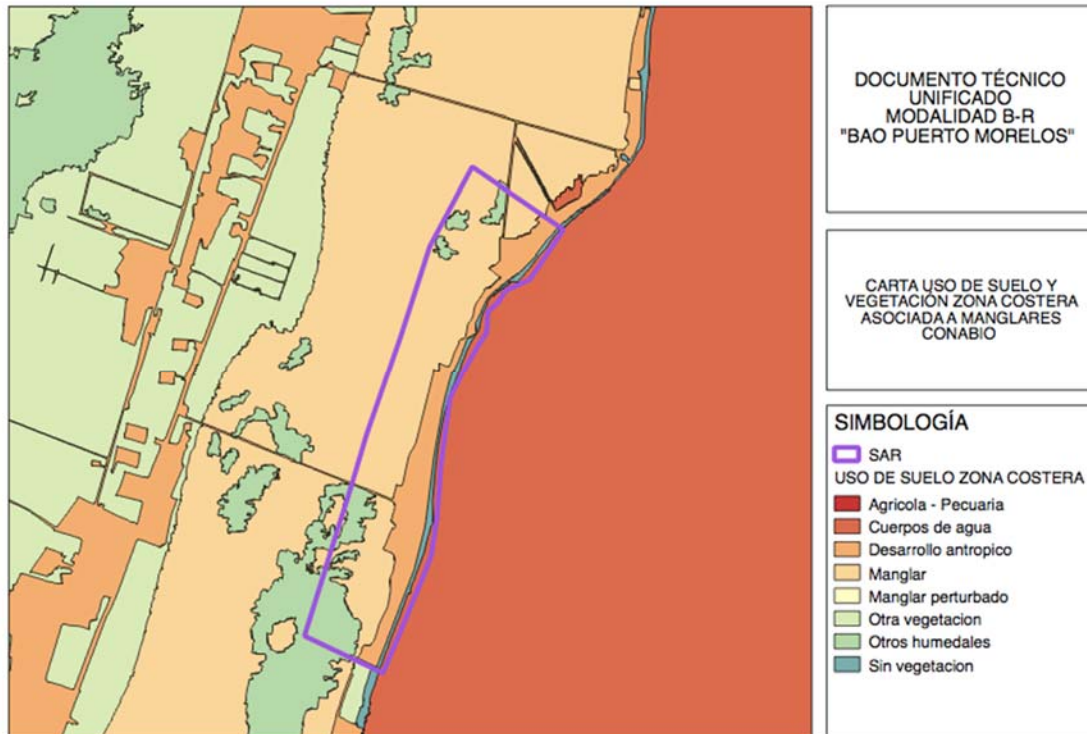 DOCUMENTO TÉCNICO
UNIFICADO
MODALIDAD B-R
"BAO PUERTO MORELOS"
CARTA USO DE SUELO Y
VEGETACIÓN ZONA COSTERA
ASOCIADA A MANGLARES
CONABIO
SIMBOLOGÍA
SAR
USO DE SUELO ZONA COSTERA
Agricola - Pecuaria
Cuerpos de agua
Desarrollo antropico
Manglar
Manglar perturbado
Otra vegetacion
Otros humedales
Sin vegetacion